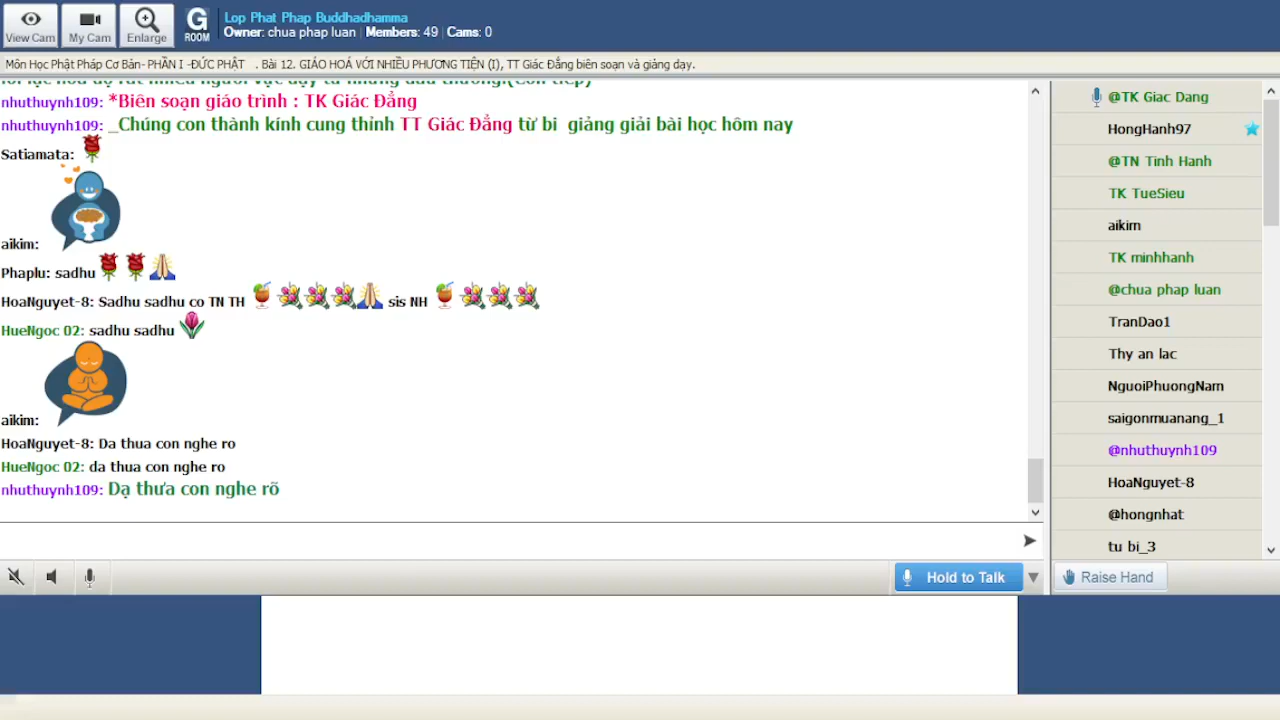 View Cam
My Cam
Enlarge
G
ROOM
Lop Phat Phap Buddhadhamma
Owner: chua phap luan | Members: 49 | Cams: 0
Môn Học Phật Pháp Cơ Bản- PHẦN I -ĐỨC PHẬT . Bài 12. GIÁO HOÁ VỚI NHIỀU PHƯƠNG TIỆN (I), TT Giác Đẳng biên soạn và giảng dạy.
nhuthuynh109: *Biên soạn giáo trình : TK Giác Đẳng
nhuthuynh109: _Chúng con thành kính cung thỉnh TT Giác Đẳng từ bi giảng giải bài học hôm nay
Satiamata:
aikim:
Phaplu: sadhu
HoaNguyet-8: Sadhu sadhu co TN TH sis NH
HueNgoc 02: sadhu sadhu
aikim:
HoaNguyet-8: Da thua con nghe ro
HueNgoc 02: da thua con nghe ro
nhuthuynh109: Dạ thưa con nghe rõ
@TK Giac Dang
HongHanh97
@TN Tinh Hanh
TK TueSieu
aikim
TK minhhanh
@chua phap luan
TranDao1
Thy an lac
NguoiPhuongNam
saigonmuanang_1
@nhuthuynh109
HoaNguyet-8
@hongnhat
tu bi_3
Hold to Talk
Raise Hand